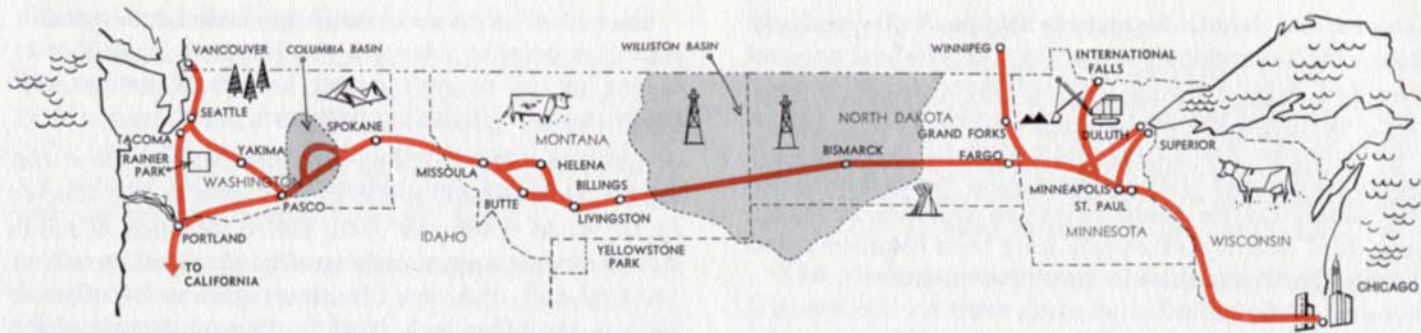 VANCOUVER
COLUMBIA BASIN
SEATTLE
TACOMA
RAINIER
PARK
YAKIMA
SPOKANE
WASHINGTON
PASCO
PORTLAND
TO
CALIFORNIA
MISSOULA
MONTANA
HELENA
BUTTE
BILLINGS
LIVINGSTON
IDAHO
YELLOWSTONE
PARK
WILLISTON BASIN
NORTH DAKOTA
BISMARCK
WINNIPEG
GRAND FORKS
FARGO
INTERNATIONAL
FALLS
DULUTH
SUPERIOR
MINNEAPOLIS
ST. PAUL
MINNESOTA
WISCONSIN
CHICAGO